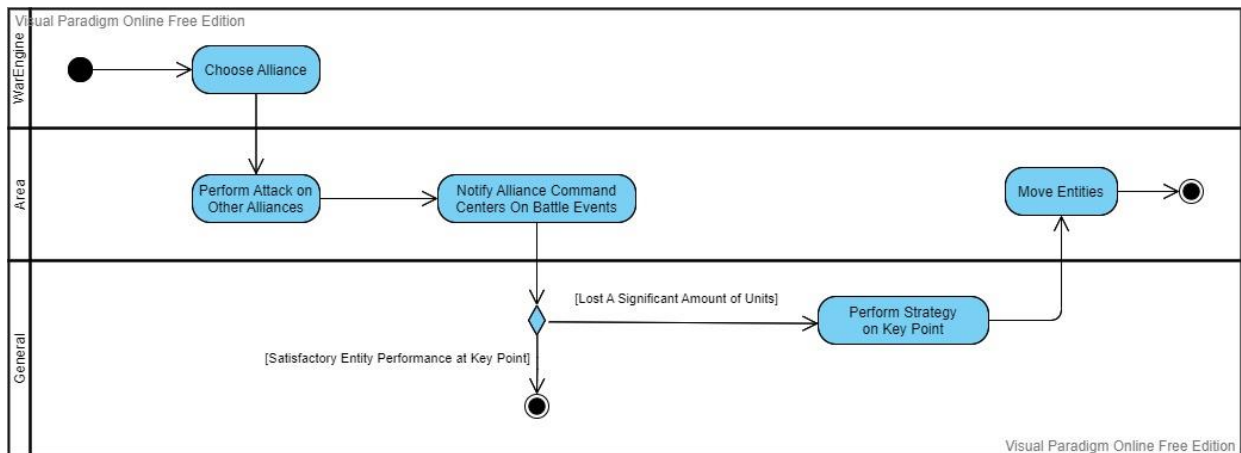 Visual Paradigm Online Free Edition
WarEngine
Choose Alliance
Area
Perform Attack on
Other Alliances
Notify Alliance Command
Centers On Battle Events
Move Entities
General
[Lost A Significant Amount of Units]
Perform Strategy
on Key Point
[Satisfactory Entity Performance at Key Point]
Visual Paradigm Online Free Edition